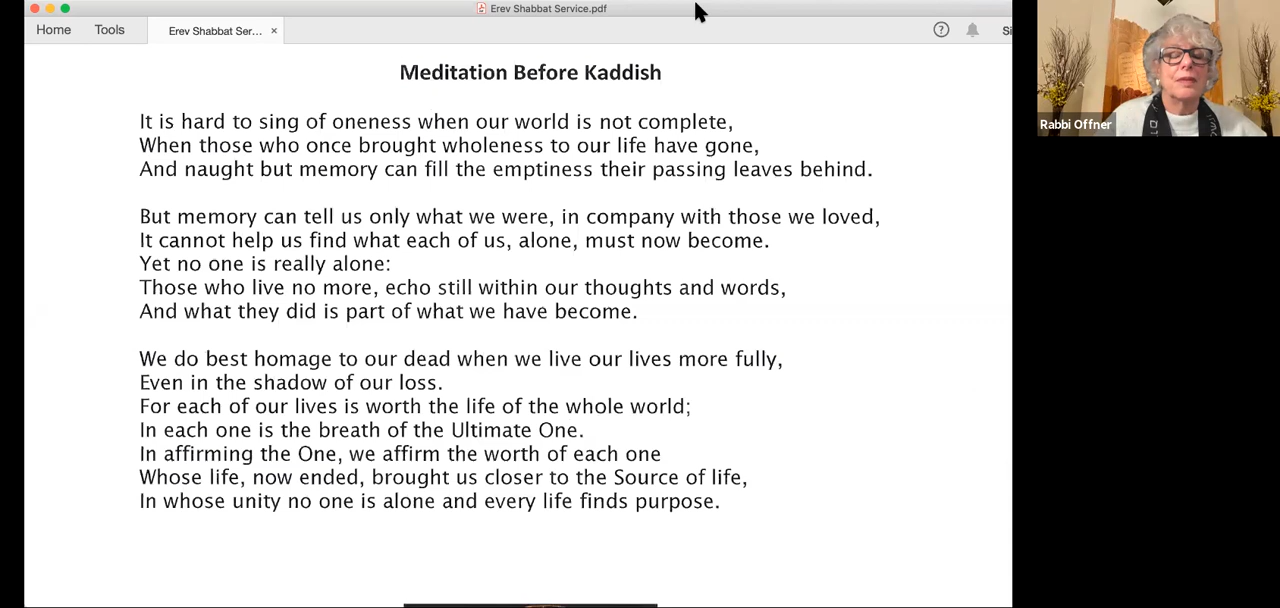 Erev Shabbat Service.pdf
Home Tools Erev Shabbat Ser... ×
Meditation Before Kaddish
It is hard to sing of oneness when our world is not complete,
When those who once brought wholeness to our life have gone,
And naught but memory can fill the emptiness their passing leaves behind.
But memory can tell us only what we were, in company with those we loved,
It cannot help us find what each of us, alone, must now become.
Yet no one is really alone:
Those who live no more, echo still within our thoughts and words,
And what they did is part of what we have become.
We do best homage to our dead when we live our lives more fully,
Even in the shadow of our loss.
For each of our lives is worth the life of the whole world;
In each one is the breath of the Ultimate One.
In affirming the One, we affirm the worth of each one
Whose life, now ended, brought us closer to the Source of life,
In whose unity no one is alone and every life finds purpose.
Rabbi Offner